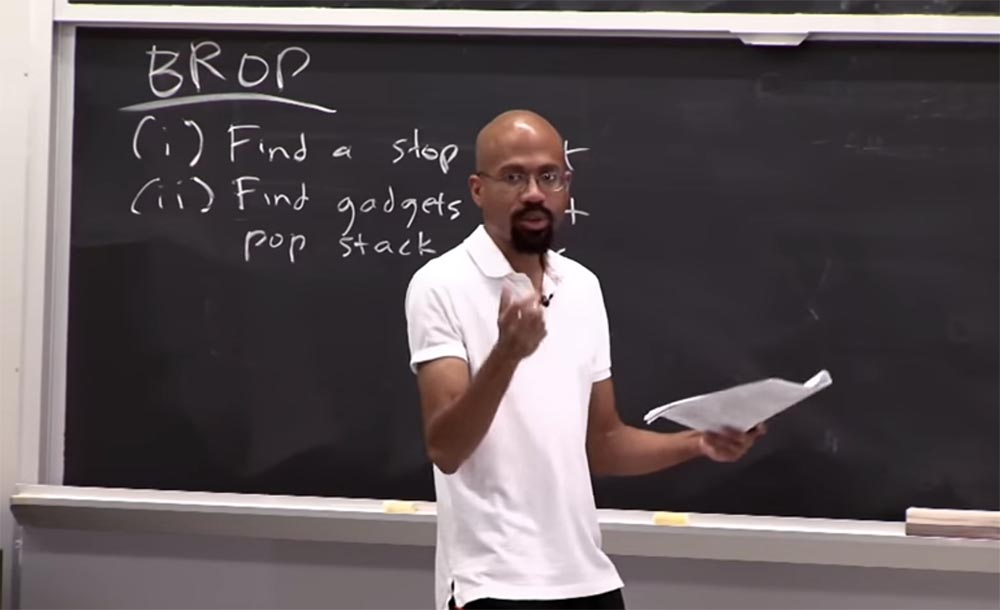 BROP
(i) Find a stop
(ii) Find gadgets
pop stack